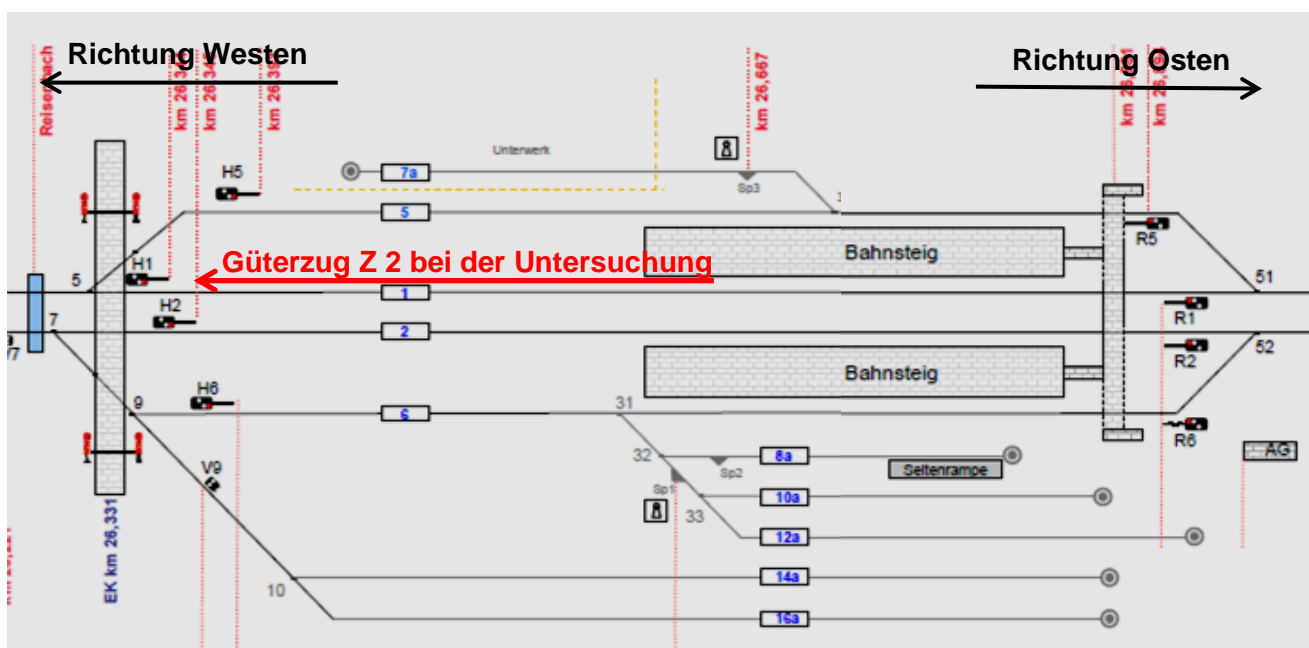 Richtung Westen
Richtung Osten
Reisenbach
km 26,667
H5
Unterwerk
7a
Sp3
5
R5
H1
Bahnsteig
Güterzug Z 2 bei der Untersuchung
5
1
51
H2
R1
7
2
R2
52
Bahnsteig
H6
9
6
31
R6
32
8a
Seitenrampe
AG
V9
Sp1
Sp2
10a
33
12a
EK km 26,331
10
14a
16a